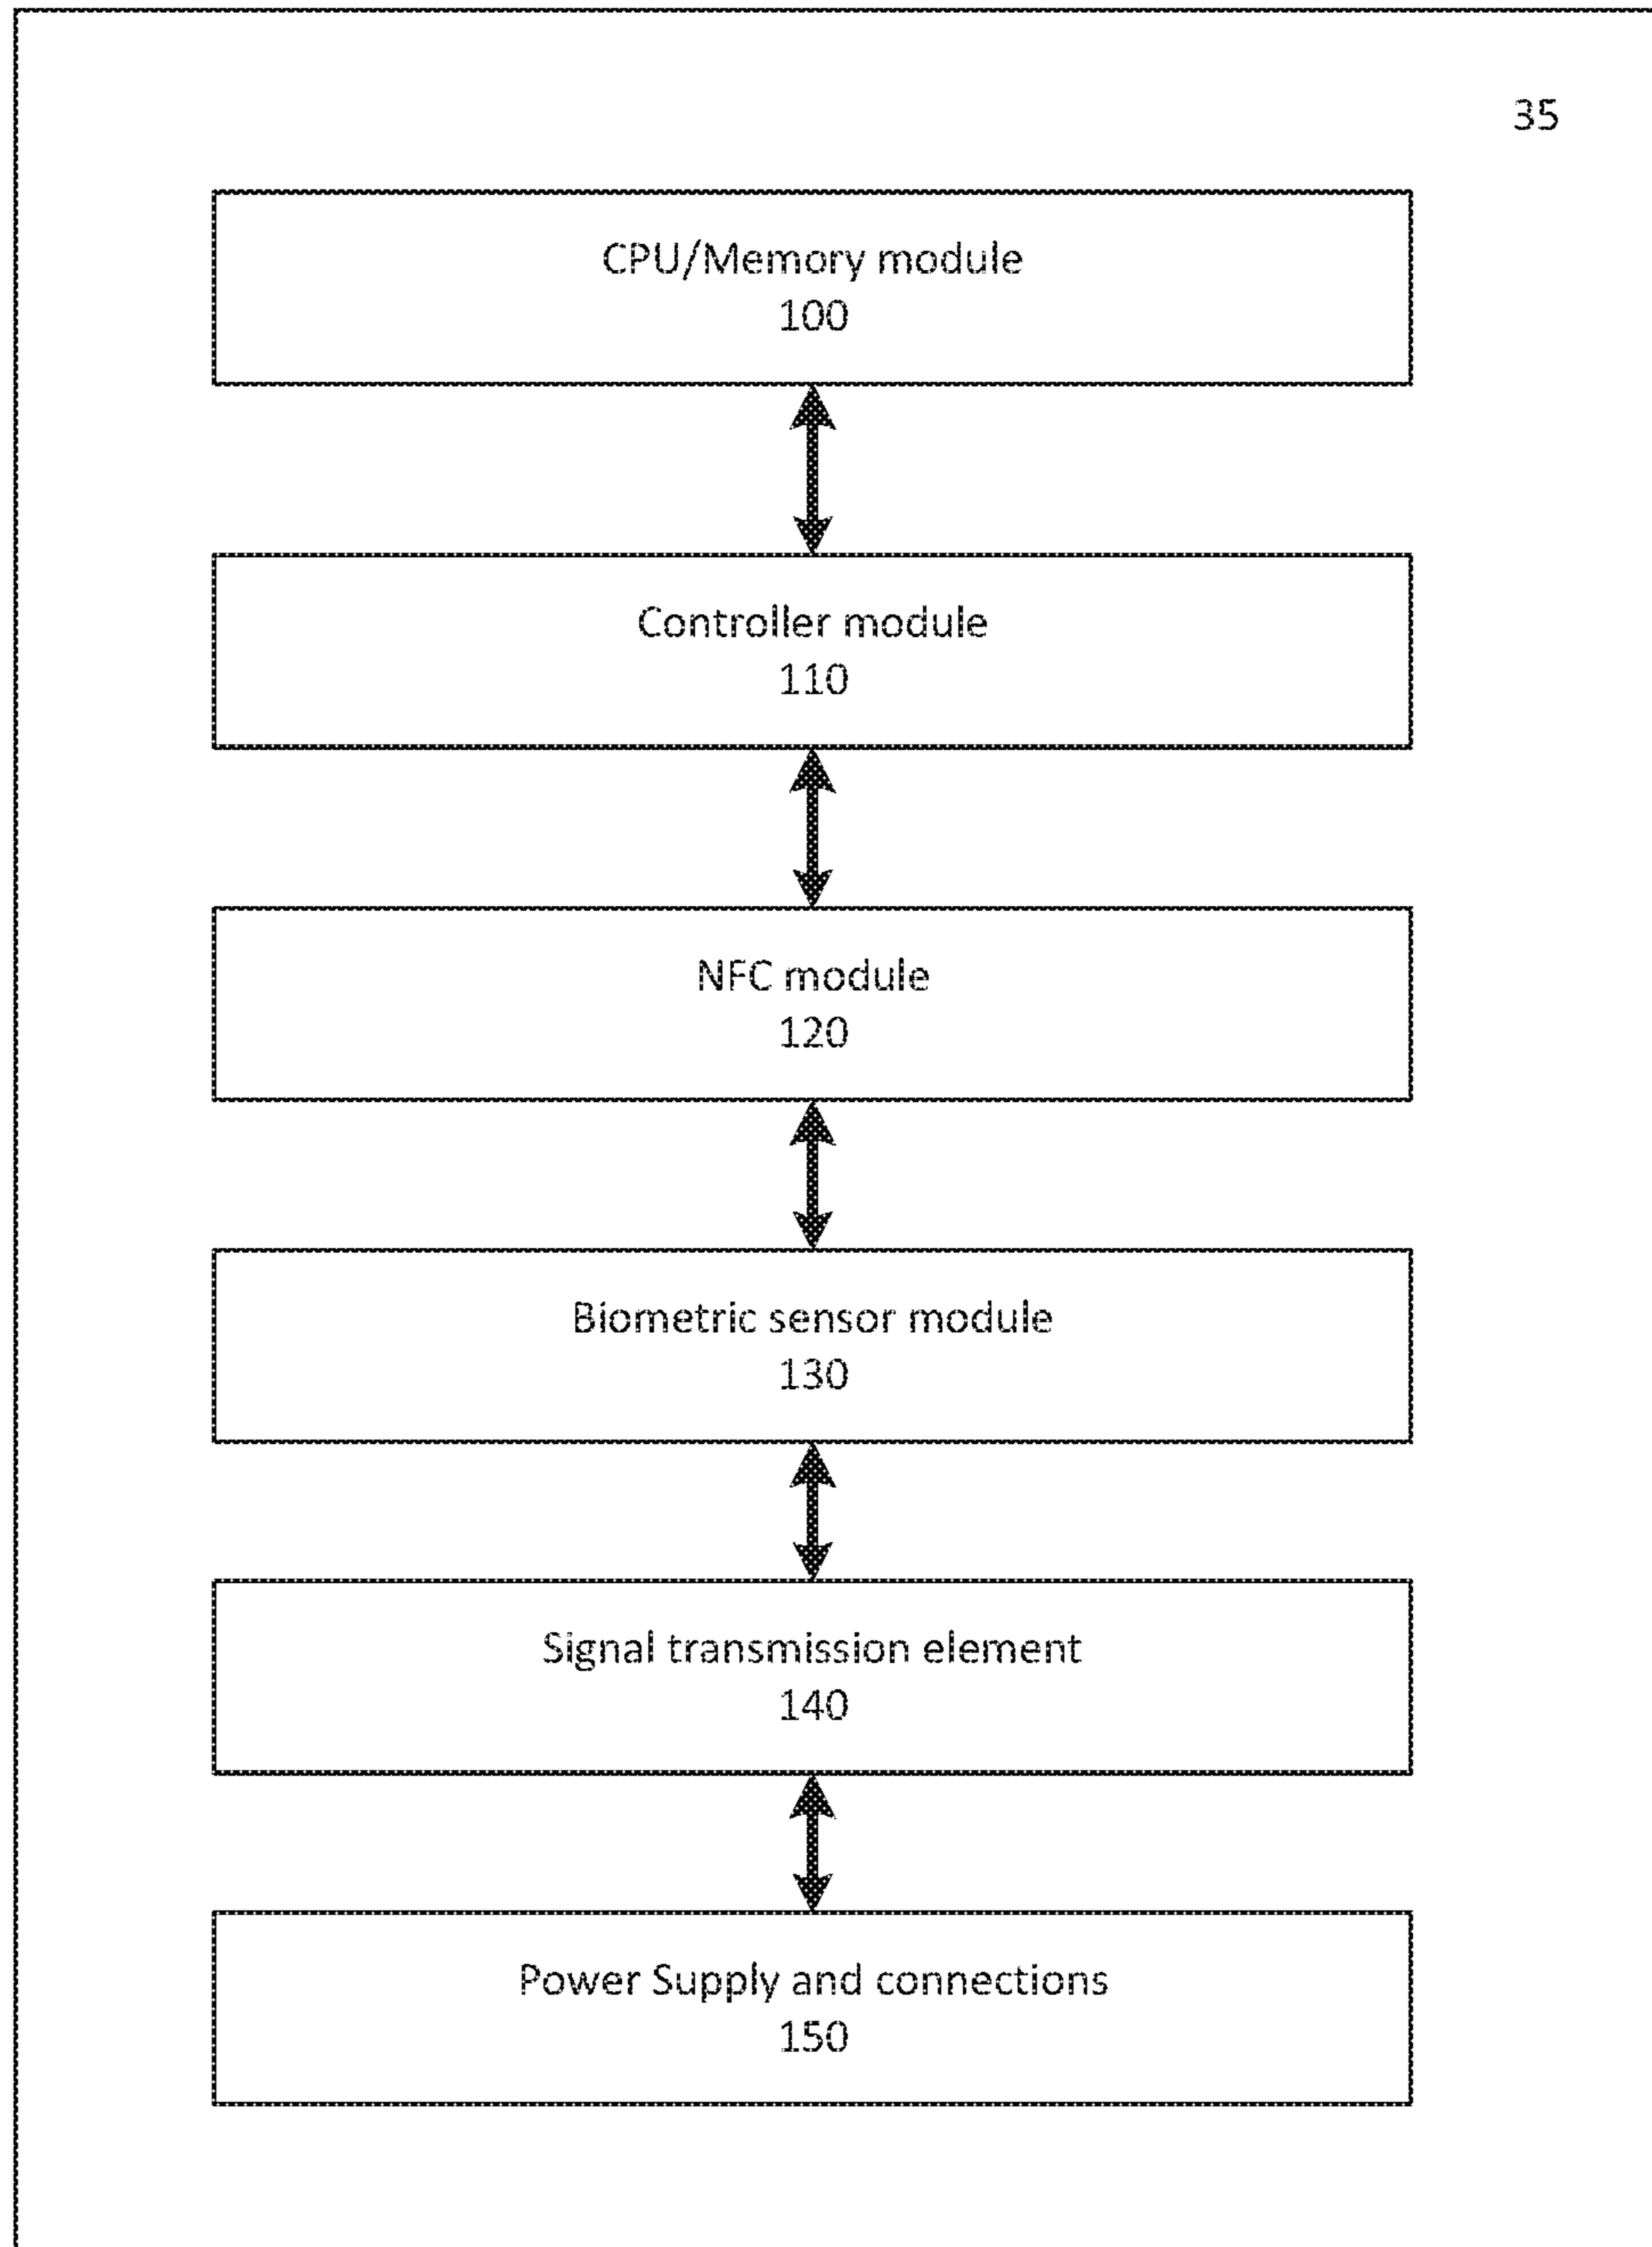 35
CPU/Memory module
100
Controller module
110
NFC module
120
Biometric sensor module
130
Signal transmission element
140
Power Supply and connections
150